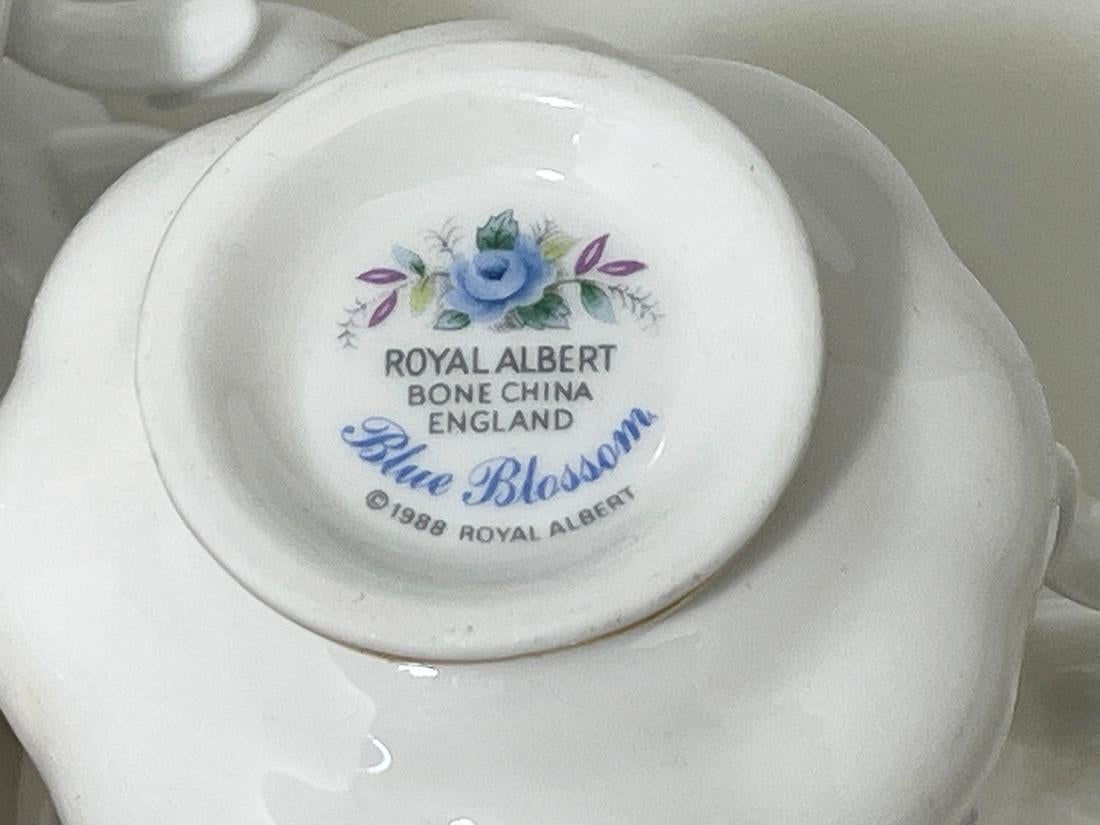 ROYAL ALBERT
BONE CHINA
ENGLAND
Blue Blossom
©1988 ROYAL ALBERT